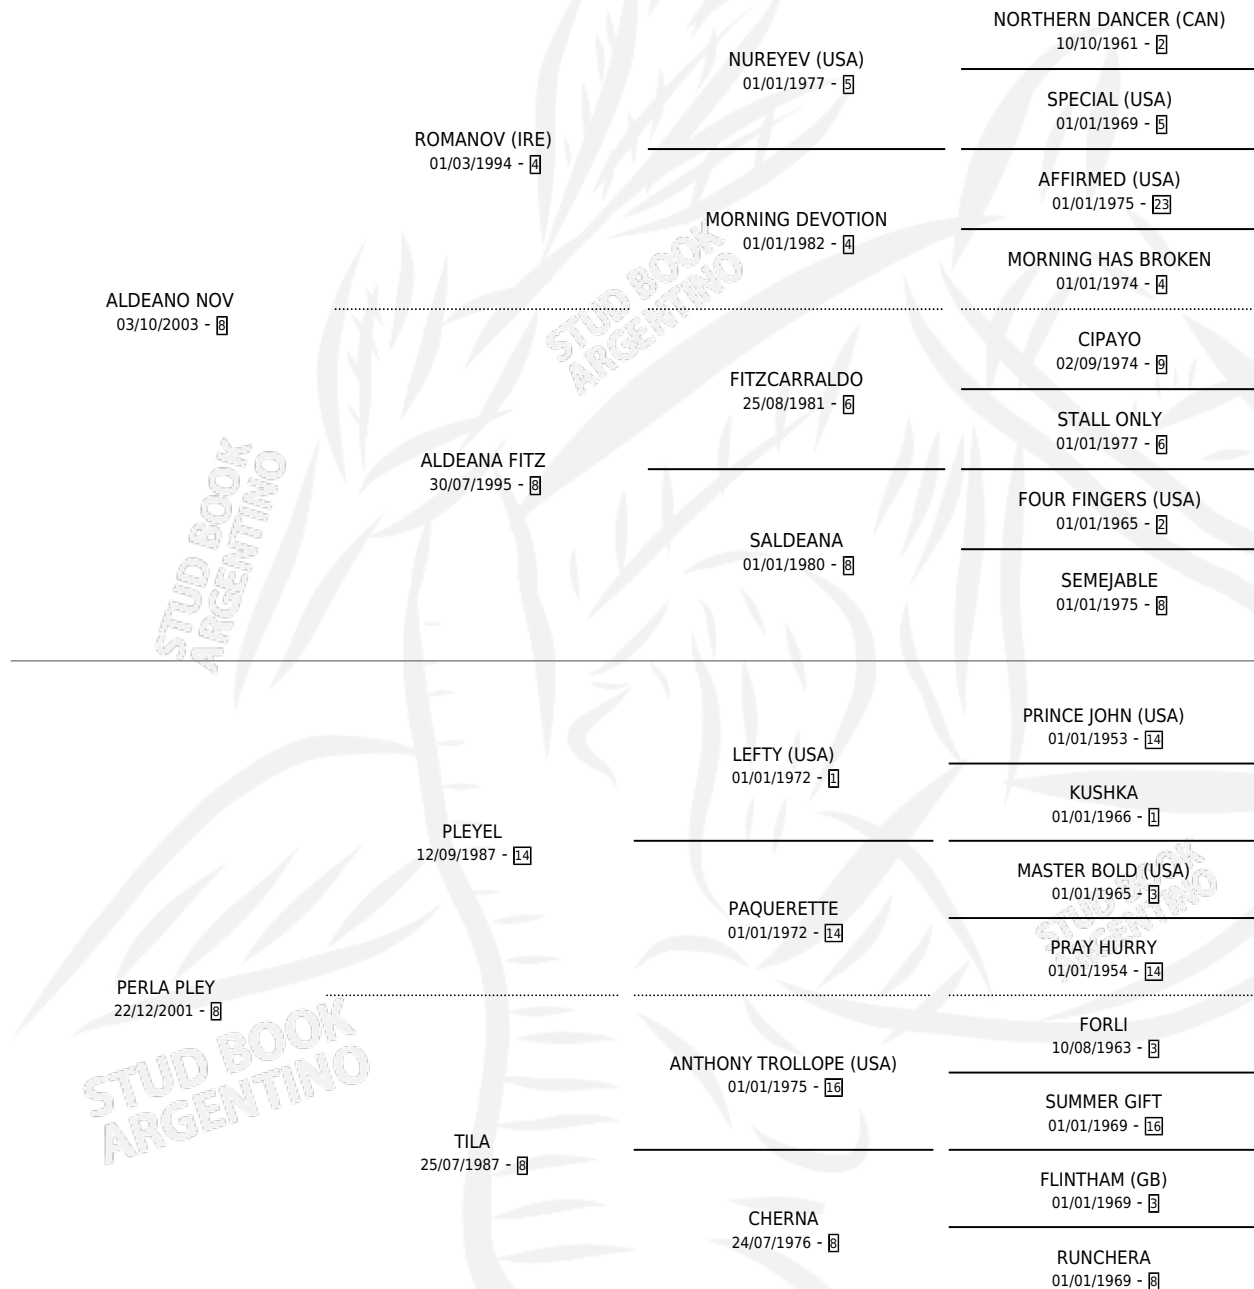 NORTHERN DANCER (CAN)
10/10/1961 - 2
NUREYEV (USA)
01/01/1977 - 5
SPECIAL (USA)
01/01/1969 - 5
ROMANOV (IRE)
01/03/1994 - 4
AFFIRMED (USA)
01/01/1975 - 23
MORNING DEVOTION
01/01/1982 - 4
MORNING HAS BROKEN
01/01/1974 - 4
ALDEANO NOV
03/10/2003 - 8
STUD BOOK
ARGENTINO
CIPAYO
02/09/1974 - 9
FITZCARRALDO
25/08/1981 - 6
STALL ONLY
01/01/1977 - 6
ALDEANA FITZ
30/07/1995 - 8
FOUR FINGERS (USA)
01/01/1965 - 2
SALDEANA
01/01/1980 - 8
SEMEJABLE
01/01/1975 - 8
STUD BOOK
ARGENTINO
PRINCE JOHN (USA)
01/01/1953 - 14
LEFTY (USA)
01/01/1972 - 1
KUSHKA
01/01/1966 - 1
PLEYEL
12/09/1987 - 14
MASTER BOLD (USA)
01/01/1965 - 3
PAQUERETTE
01/01/1972 - 14
PRAY HURRY
01/01/1954 - 14
STUD BOOK
ARGENTINO
PERLA PLEY
22/12/2001 - 8
STUD BOOK
ARGENTINO
FORLI
10/08/1963 - 3
ANTHONY TROLLOPE (USA)
01/01/1975 - 16
SUMMER GIFT
01/01/1969 - 16
TILA
25/07/1987 - 8
FLINTHAM (GB)
01/01/1969 - 3
CHERNA
24/07/1976 - 8
RUNCHERA
01/01/1969 - 8